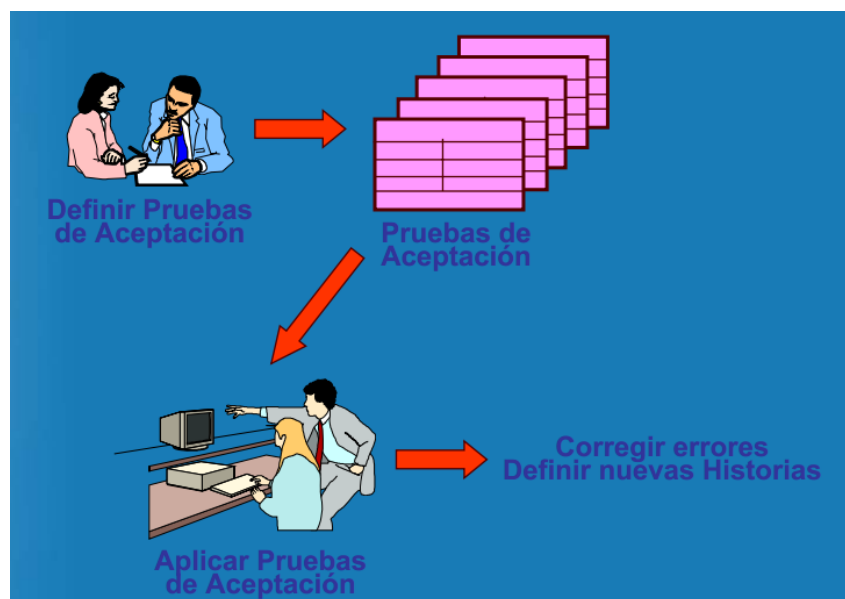 Definir Pruebas
de Aceptación
Pruebas de
Aceptación
Corregir errores
Definir nuevas Historias
Aplicar Pruebas
de Aceptación